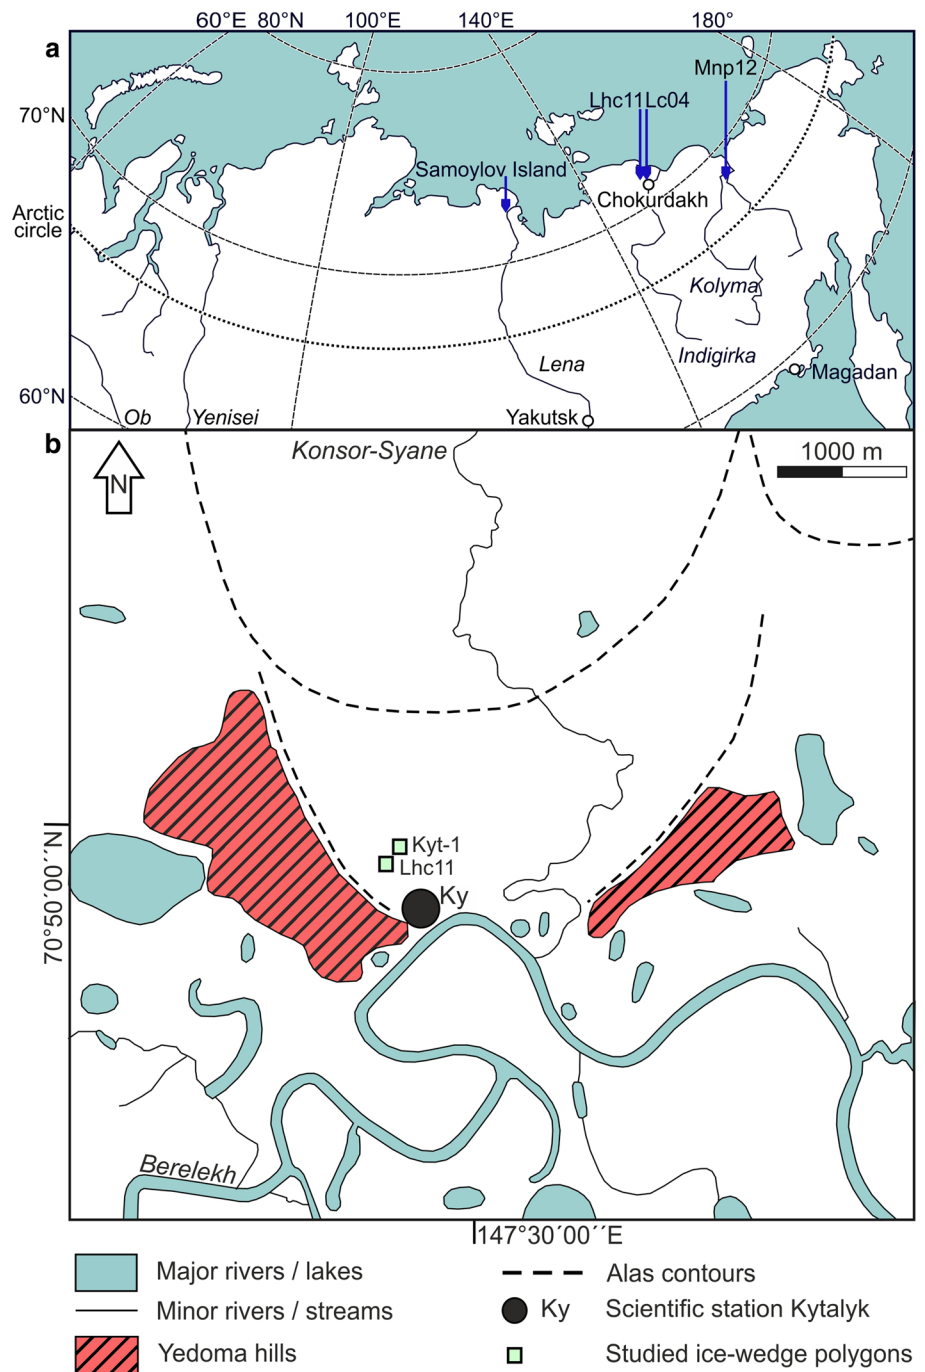 60°E 80°N 100°E 140°E 180°
a
Mnp12
Lhc11 Lc04
70°N
Samoylov Island
Chokurdakh
Arctic
circle
Kolyma
Indigirka
Lena
Magadan
60°N
Ob
Yenisei
Yakutsk
b
Konsor-Syane
1000 m
N
Kyt-1
Lhc11
Ky
70°50´00´´N
Berelekh
147°30´00´´E
Major rivers / lakes
Alas contours
Minor rivers / streams
Ky Scientific station Kytalyk
Yedoma hills
Studied ice-wedge polygons